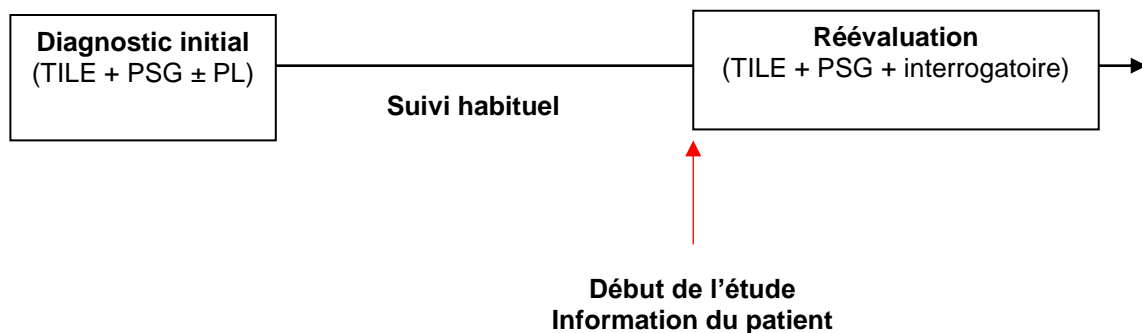 Diagnostic initial
(TILE + PSG ± PL)
Suivi habituel
Réévaluation
(TILE + PSG + interrogatoire)
Début de l’étude
Information du patient